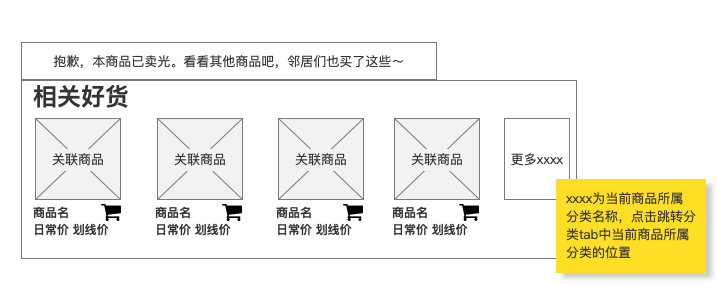 抱歉，本商品已卖光。看看其他商品吧，邻居们也买了这些～
相关好货
关联商品 关联商品 关联商品 关联商品 更多xxxx
商品名 商品名 商品名 商品名
日常价 划线价 日常价 划线价 日常价 划线价 日常价 划线价
xxxx为当前商品所属
分类名称，点击跳转分
类tab中当前商品所属
分类的位置